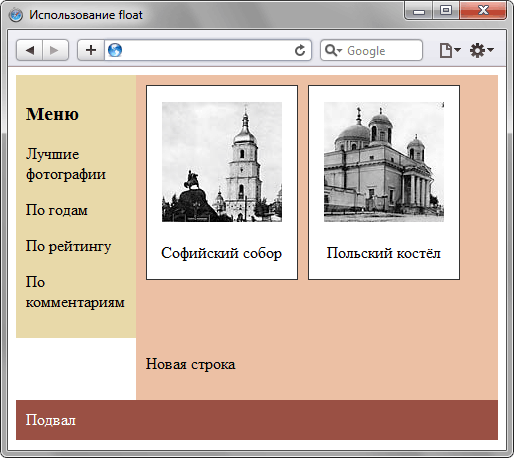 Использование float
Google
Меню
Лучшие
фотографии
По годам
По рейтингу
По
комментариям
Софийский собор
Польский костёл
Новая строка
Подвал